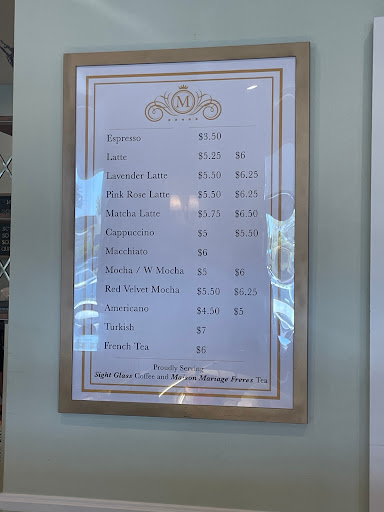 M
Espresso $3.50
Latte $5.25 $6
Lavender Latte $5.50 $6.25
Pink Rose Latte $5.50 $6.25
Matcha Latte $5.75 $6.50
Cappuccino $5 $5.50
Macchiato $6
Mocha / W Mocha $5 $6
Red Velvet Mocha $5.50 $6.25
Americano $4.50 $5
Turkish $7
French Tea $6
Proudly Serving
Sight Glass Coffee and Maison Mariage Freres Tea